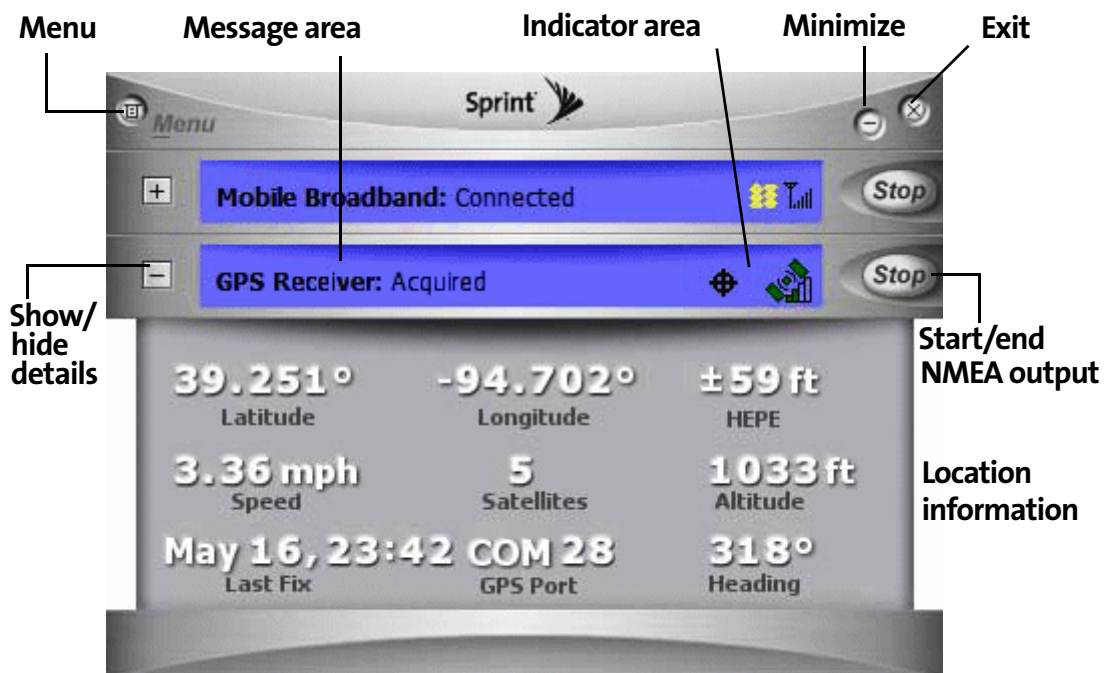 Menu
Message area
Indicator area
Minimize
Exit
Sprint
Menu
Mobile Broadband: Connected
Stop
GPS Receiver: Acquired
Stop
Show/
hide
details
Start/end
NMEA output
39.251° -94.702° ±59 ft
Latitude Longitude HEPE
3.36 mph 5 1033 ft
Speed Satellites Altitude
Location
information
May 16, 23:42 COM 28 318°
Last Fix GPS Port Heading